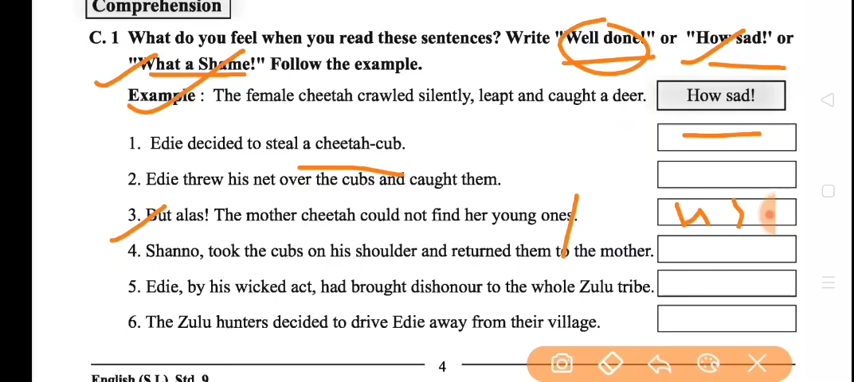 Comprehension
C. 1 What do you feel when you read these sentences? Write "Well done!" or "How sad!' or
"What a Shame!" Follow the example.
Example : The female cheetah crawled silently, leapt and caught a deer. How sad!
1. Edie decided to steal a cheetah-cub.
2. Edie threw his net over the cubs and caught them.
3. But alas! The mother cheetah could not find her young ones.
4. Shanno, took the cubs on his shoulder and returned them to the mother.
5. Edie, by his wicked act, had brought dishonour to the whole Zulu tribe.
6. The Zulu hunters decided to drive Edie away from their village.
4
English (S.L), Std. 9